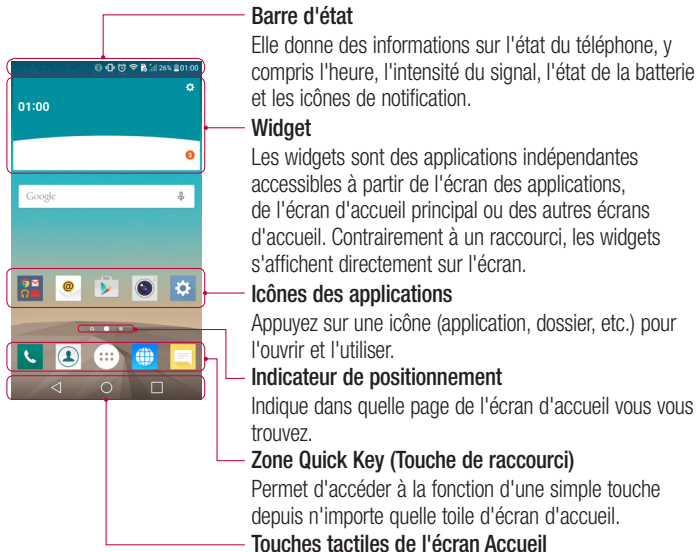 Barre d'état
Elle donne des informations sur l'état du téléphone, y
compris l'heure, l'intensité du signal, l'état de la batterie
et les icônes de notification.
26% 01:00
01:00
3
Google
Widget
Les widgets sont des applications indépendantes
accessibles à partir de l'écran des applications,
de l'écran d'accueil principal ou des autres écrans
d'accueil. Contrairement à un raccourci, les widgets
s'affichent directement sur l'écran.
Icônes des applications
Appuyez sur une icône (application, dossier, etc.) pour
l'ouvrir et l'utiliser.
Indicateur de positionnement
Indique dans quelle page de l'écran d'accueil vous vous
trouvez.
Zone Quick Key (Touche de raccourci)
Permet d'accéder à la fonction d'une simple touche
depuis n'importe quelle toile d'écran d'accueil.
Touches tactiles de l'écran Accueil